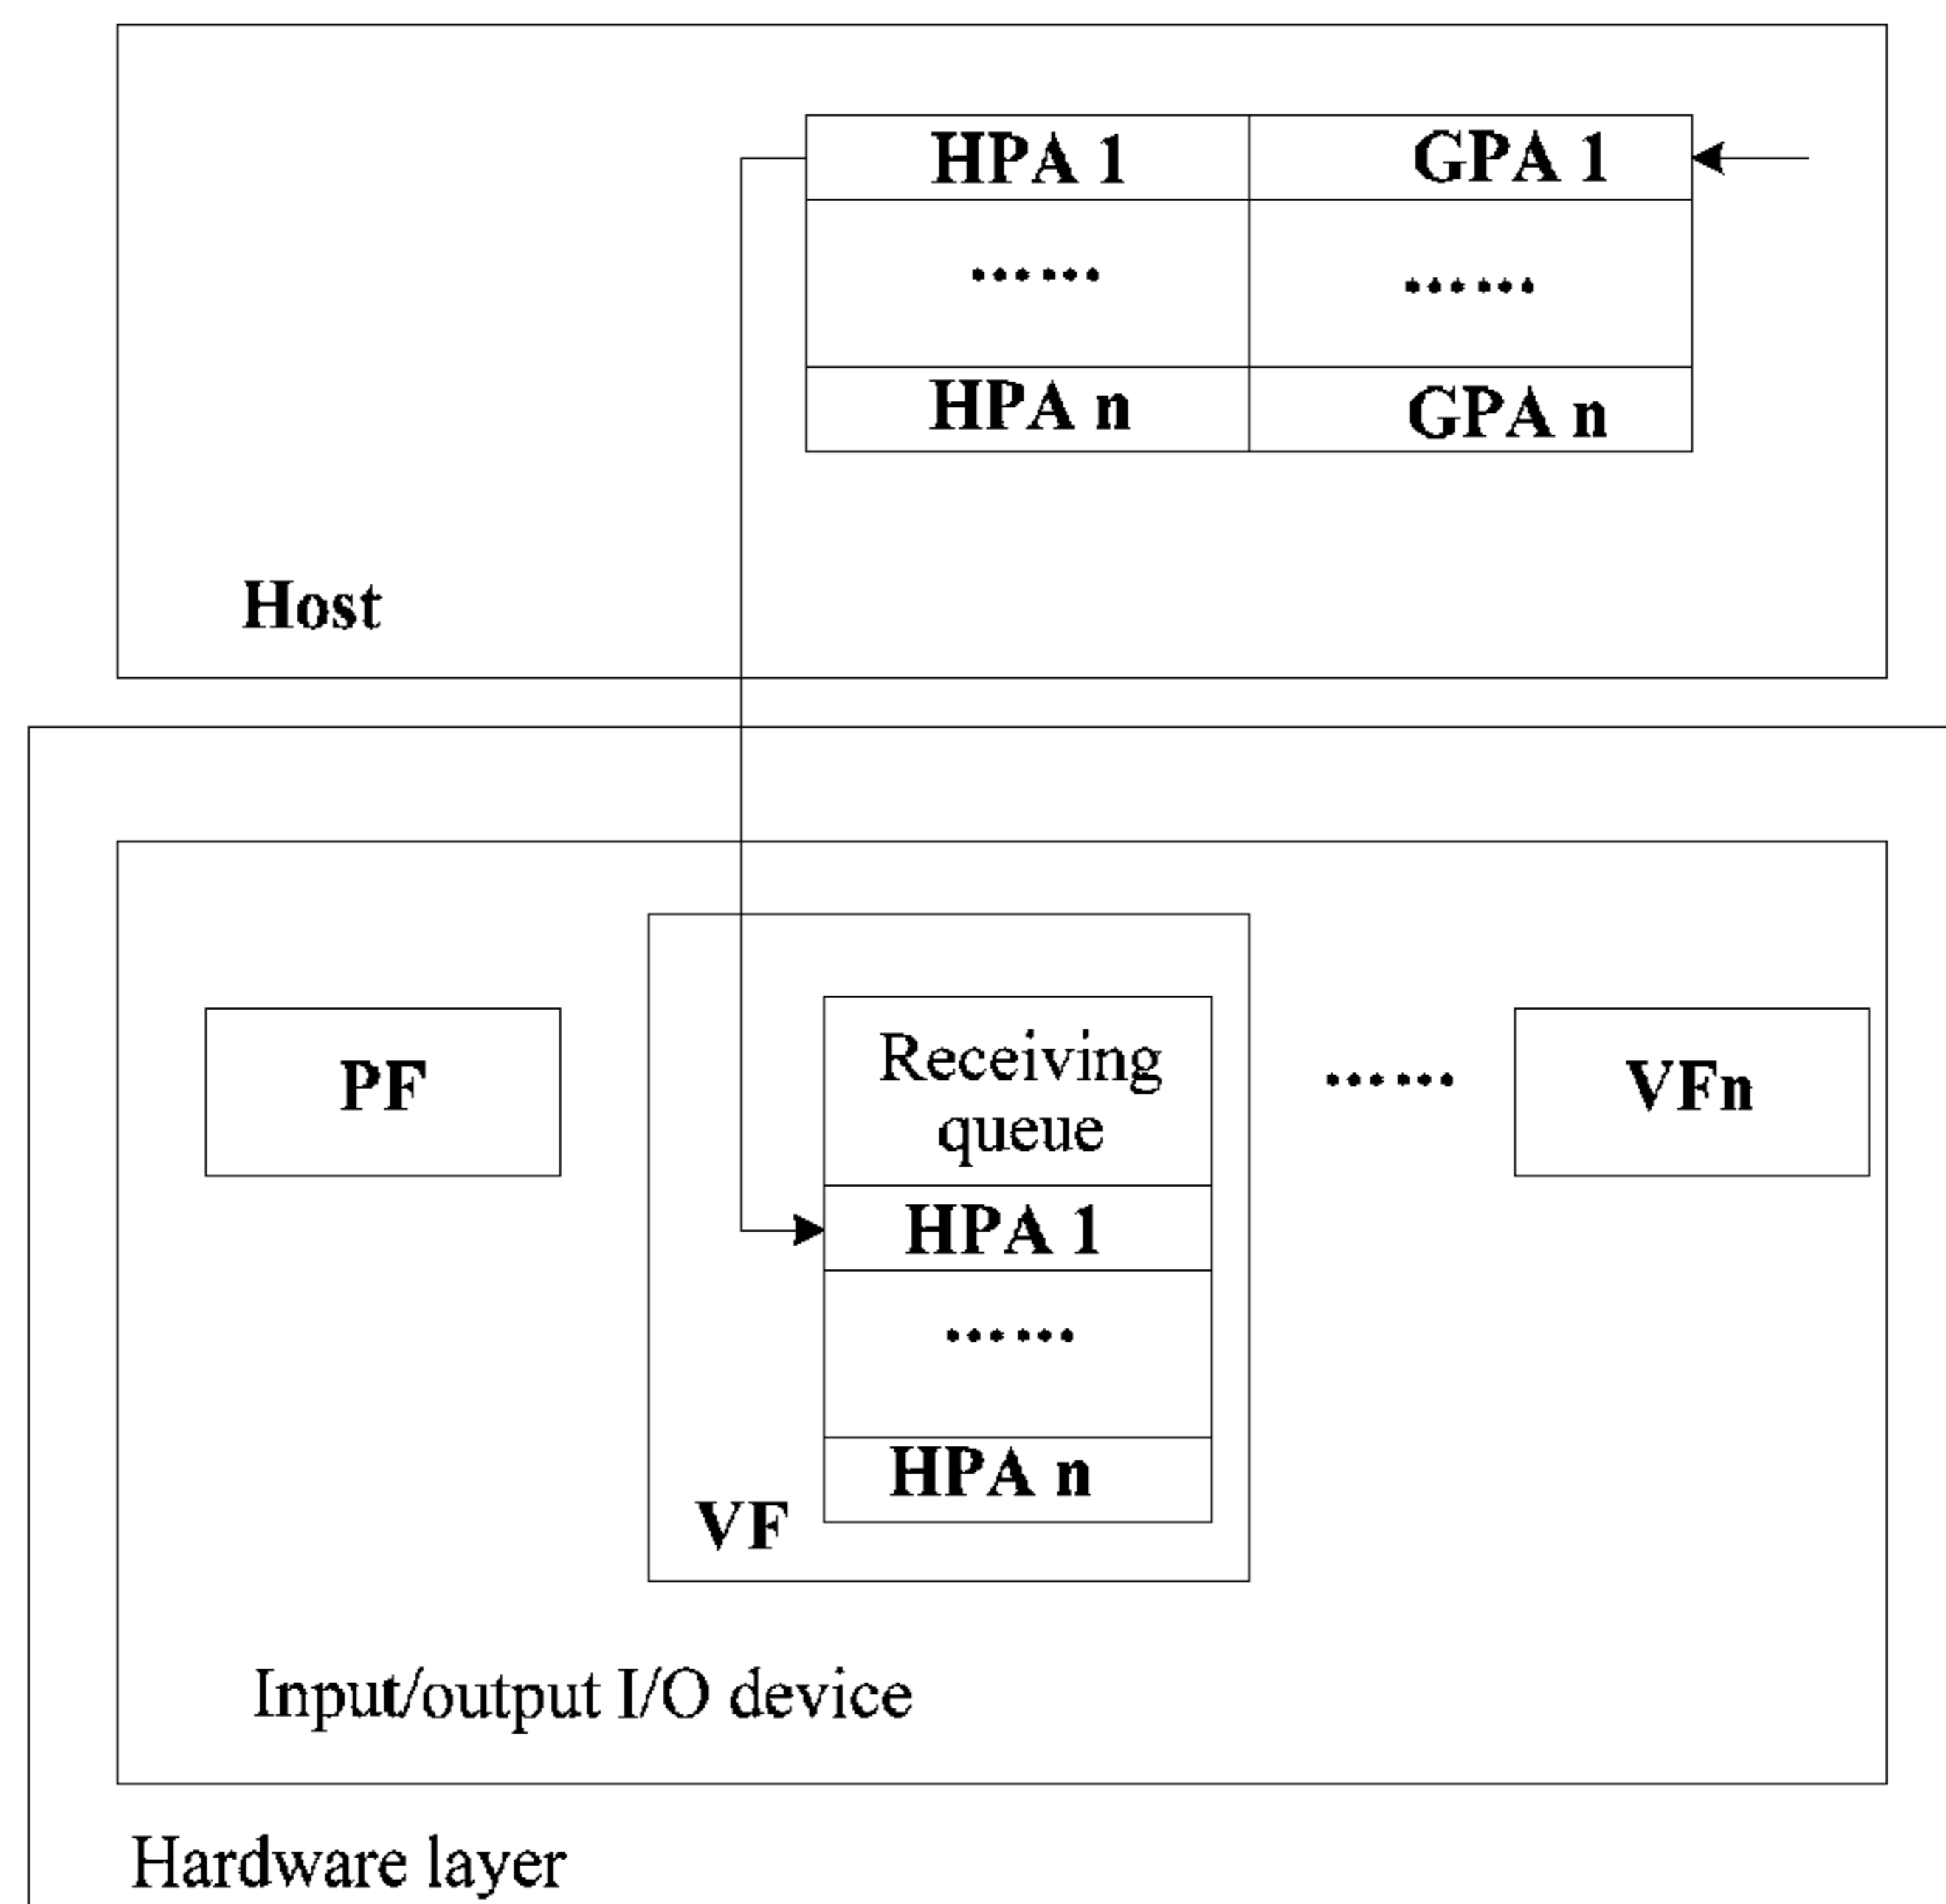 HPA 1 GPA 1
...... ......
HPA n GPA n
Host
PF
Receiving
queue
...... VFn
HPA 1
......
HPA n
VF
Input/output I/O device
Hardware layer